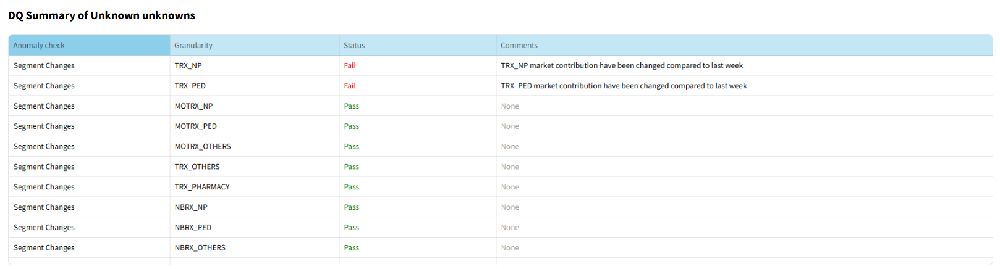 DQ Summary of Unknown unknowns
Anomaly check Granularity Status Comments
Segment Changes TRX_NP Fail TRX_NP market contribution have been changed compared to last week
Segment Changes TRX_PED Fail TRX_PED market contribution have been changed compared to last week
Segment Changes MOTRX_NP Pass None
Segment Changes MOTRX_PED Pass None
Segment Changes MOTRX_OTHERS Pass None
Segment Changes TRX_OTHERS Pass None
Segment Changes TRX_PHARMACY Pass None
Segment Changes NBRX_NP Pass None
Segment Changes NBRX_PED Pass None
Segment Changes NBRX_OTHERS Pass None